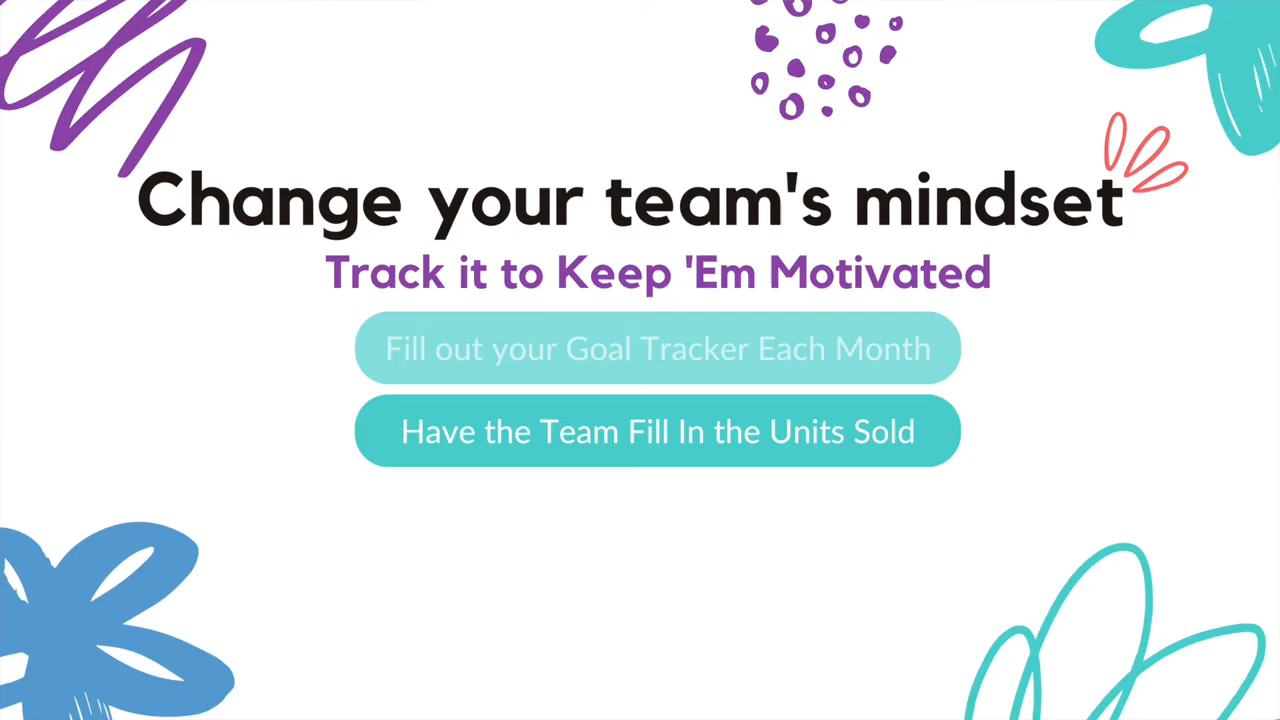 Change your team's mindset
Track it to Keep 'Em Motivated
Fill out your Goal Tracker Each Month
Have the Team Fill In the Units Sold